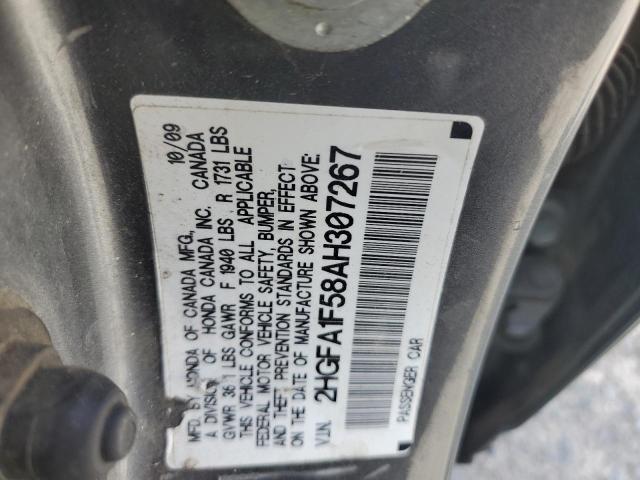 MFD BY HONDA OF CANADA MFG., 10/09
A DIVISION OF HONDA CANADA INC. CANADA
GVWR 3611 LBS GAWR F 1940 LBS, R 1731 LBS
THIS VEHICLE CONFORMS TO ALL APPLICABLE
FEDERAL MOTOR VEHICLE SAFETY, BUMPER,
AND THEFT PREVENTION STANDARDS IN EFFECT
ON THE DATE OF MANUFACTURE SHOWN ABOVE:
V.I.N. 2HGFA1F58AH307267
PASSENGER CAR